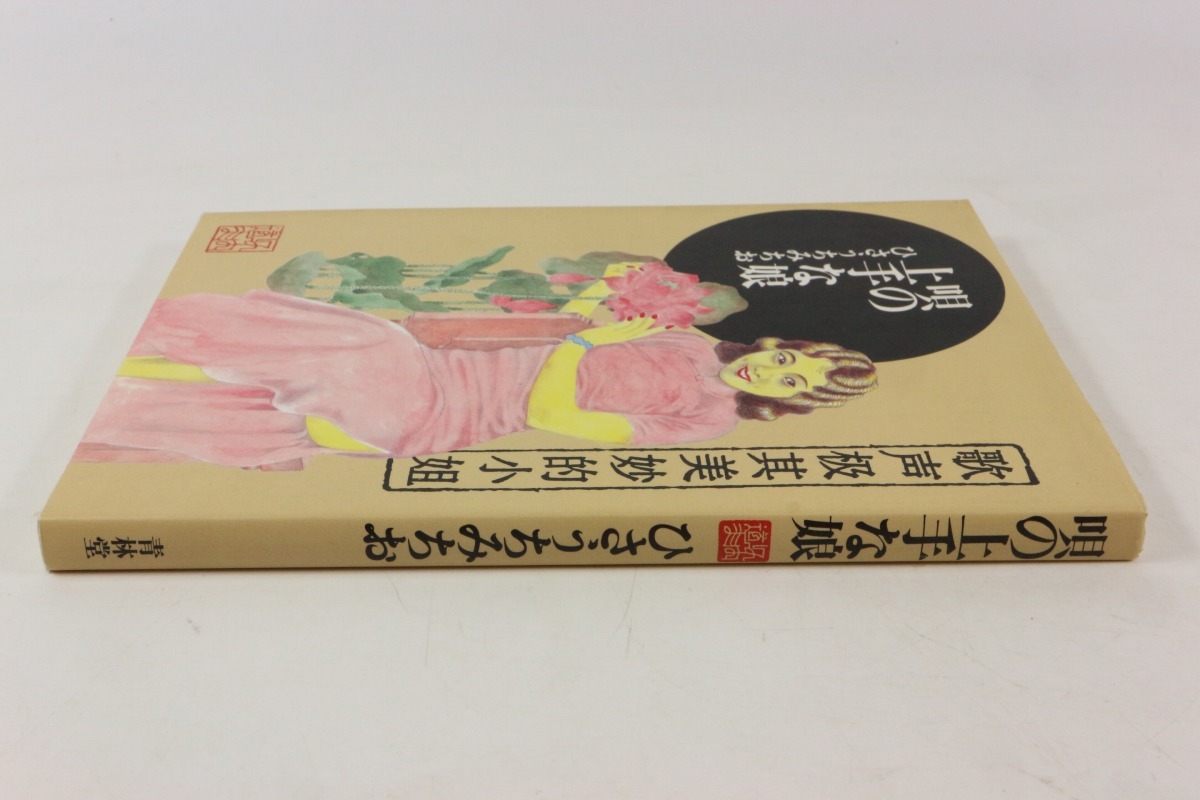 唄の
上手な娘
ひさうちみちお
歌声极其美妙的小姐
唄の上手な娘
ひさうちみちお
青林堂